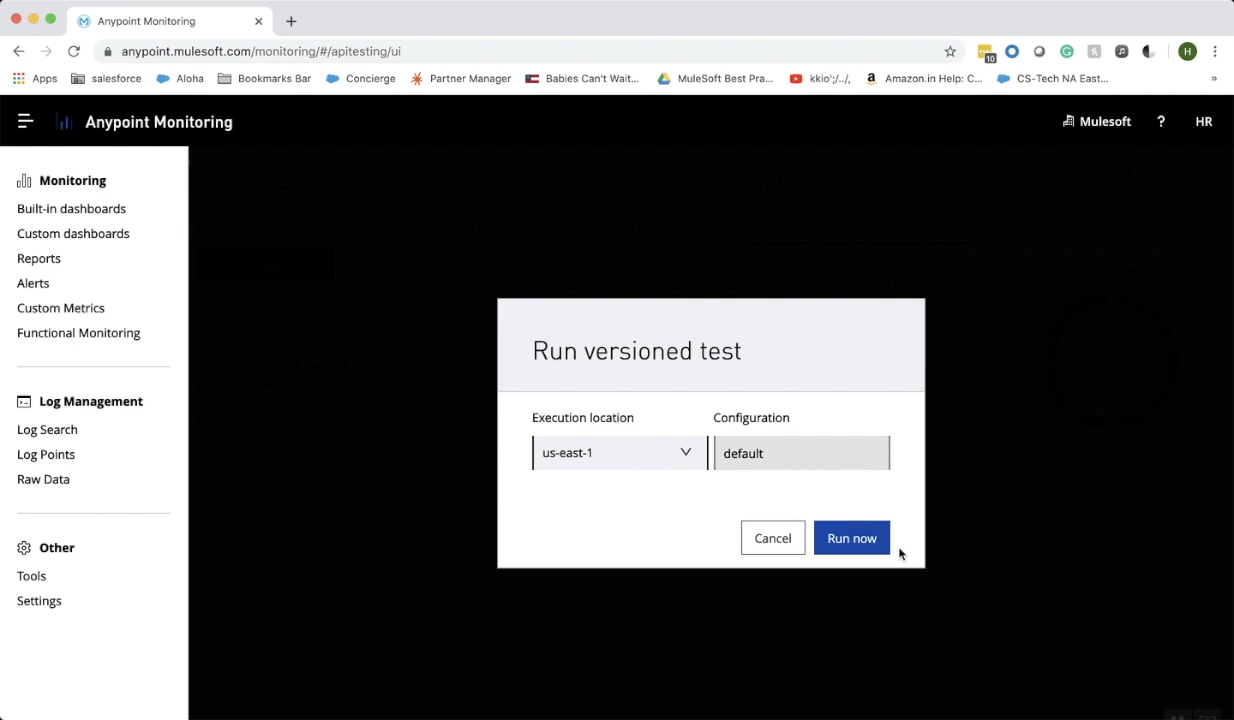 Anypoint Monitoring
anypoint.mulesoft.com/monitoring/#/apitesting/ui
10
H
Apps
salesforce
Aloha
Bookmarks Bar
Concierge
Partner Manager
Babies Can't Wait...
MuleSoft Best Pra...
kkio';/../,
Amazon.in Help: C...
CS-Tech NA East...
»
Anypoint Monitoring
Mulesoft
?
HR
Monitoring
Built-in dashboards
Custom dashboards
Reports
Alerts
Custom Metrics
Functional Monitoring
Log Management
Log Search
Log Points
Raw Data
Other
Tools
Settings
Run versioned test
Execution location
Configuration
us-east-1
default
Cancel
Run now